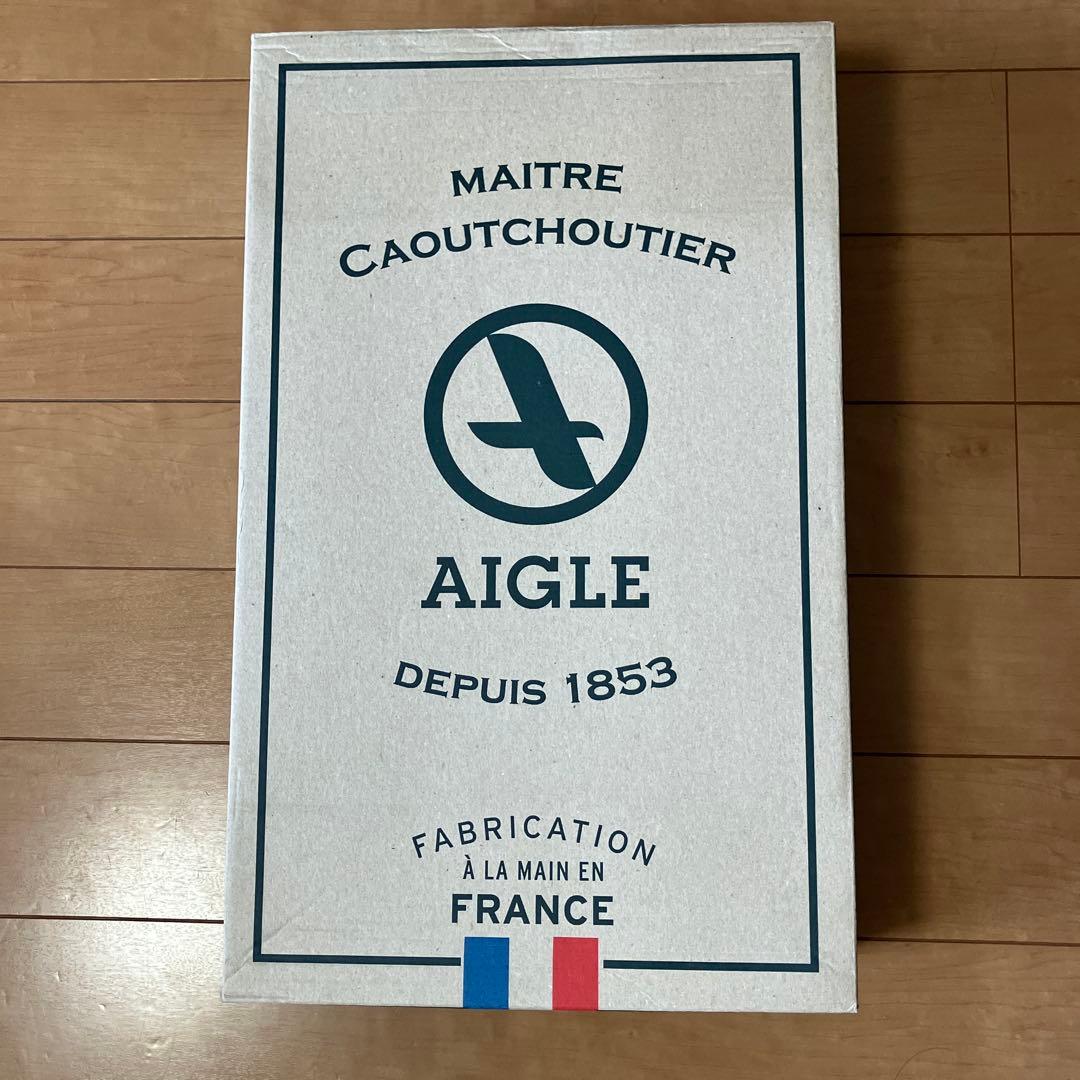 MAITRE
CAOUTCHOUTIER
AIGLE
DEPUIS 1853
FABRICATION
À LA MAIN EN
FRANCE